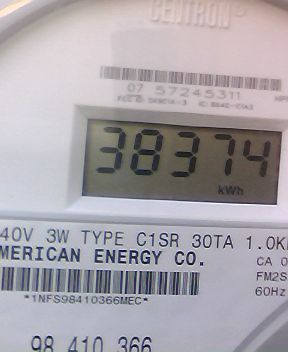 CENTRON®
07 57245311
38374
kWh
40V 3W TYPE C1SR 30TA 1.0K
MERICAN ENERGY CO.
CA 0
FM2S
*1NFS98410366MEC*
60Hz
98 410 366